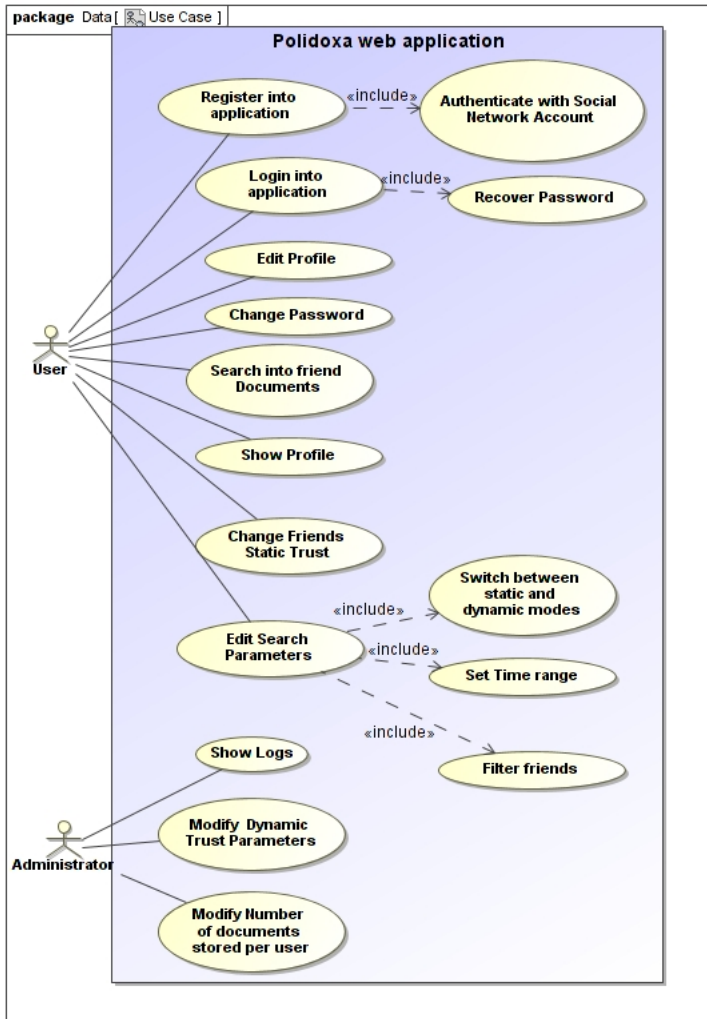 package Data [ Use Case ]
Polidoxa web application
Register into
application
«include»
Authenticate with Social
Network Account
Login into
application
«include»
Recover Password
Edit Profile
Change Password
User
Search into friend
Documents
Show Profile
Change Friends
Static Trust
Switch between
static and
dynamic modes
«include»
Edit Search
Parameters
«include»
Set Time range
«include»
Filter friends
Show Logs
Modify Dynamic
Trust Parameters
Administrator
Modify Number
of documents
stored per user